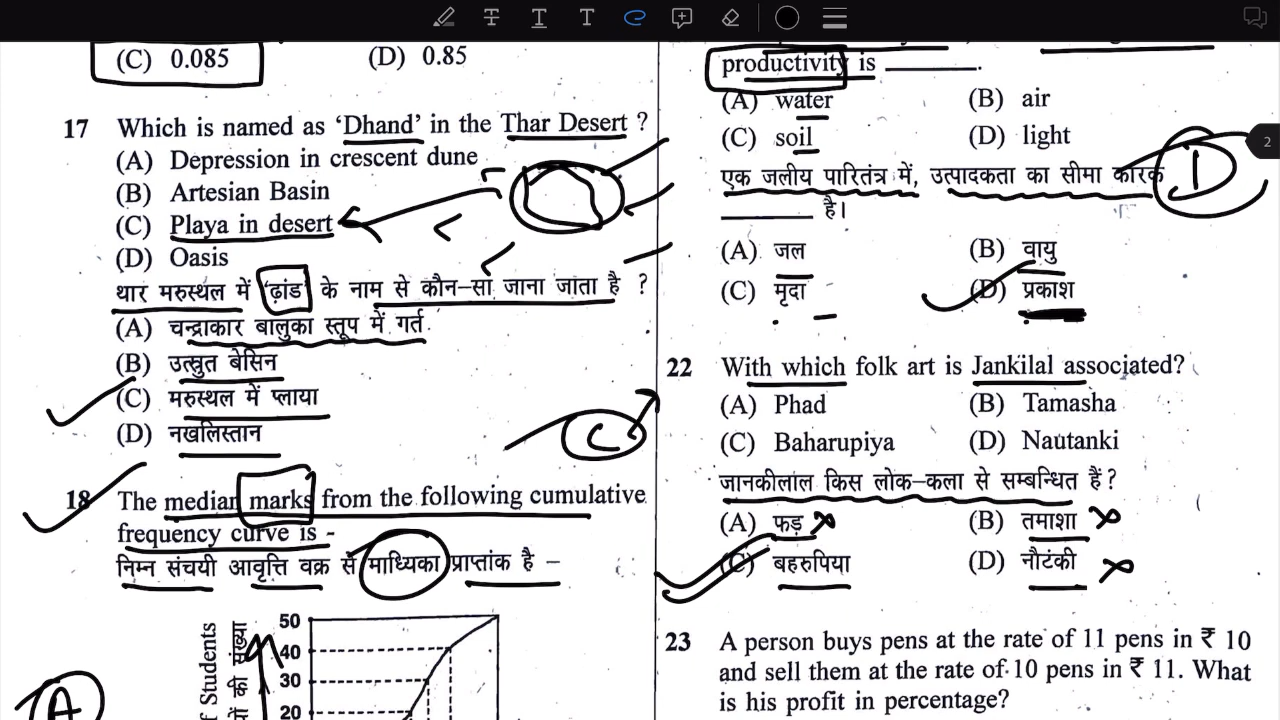 (C) 0.085 (D) 0.85
17 Which is named as 'Dhand' in the Thar Desert ?
(A) Depression in crescent dune
(B) Artesian Basin
(C) Playa in desert
(D) Oasis
थार मरुस्थल में 'ढ़ांड' के नाम से कौन-सा जाना जाता है ?
(A) चन्द्राकार बालुका स्तूप में गर्त
(B) उत्स्रुत बेसिन
(C) मरुस्थल में प्लाया
(D) नखलिस्तान
C
18 The median marks from the following cumulative
frequency curve is -
निम्न संचयी आवृत्ति वक्र से माध्यिका प्राप्तांक है –
50
40
30
20
Students
की संख्या
A
productivity is ________.
(A) water (B) air
(C) soil (D) light
एक जलीय पारितंत्र में, उत्पादकता का सीमा कारक
________ है।
D
(A) जल (B) वायु
(C) मृदा (D) प्रकाश
22 With which folk art is Jankilal associated?
(A) Phad (B) Tamasha
(C) Baharupiya (D) Nautanki
जानकीलाल किस लोक-कला से सम्बन्धित हैं ?
(A) फड़ (B) तमाशा
(C) बहरुपिया (D) नौटंकी
23 A person buys pens at the rate of 11 pens in ₹ 10
and sell them at the rate of 10 pens in ₹ 11. What
is his profit in percentage?
2